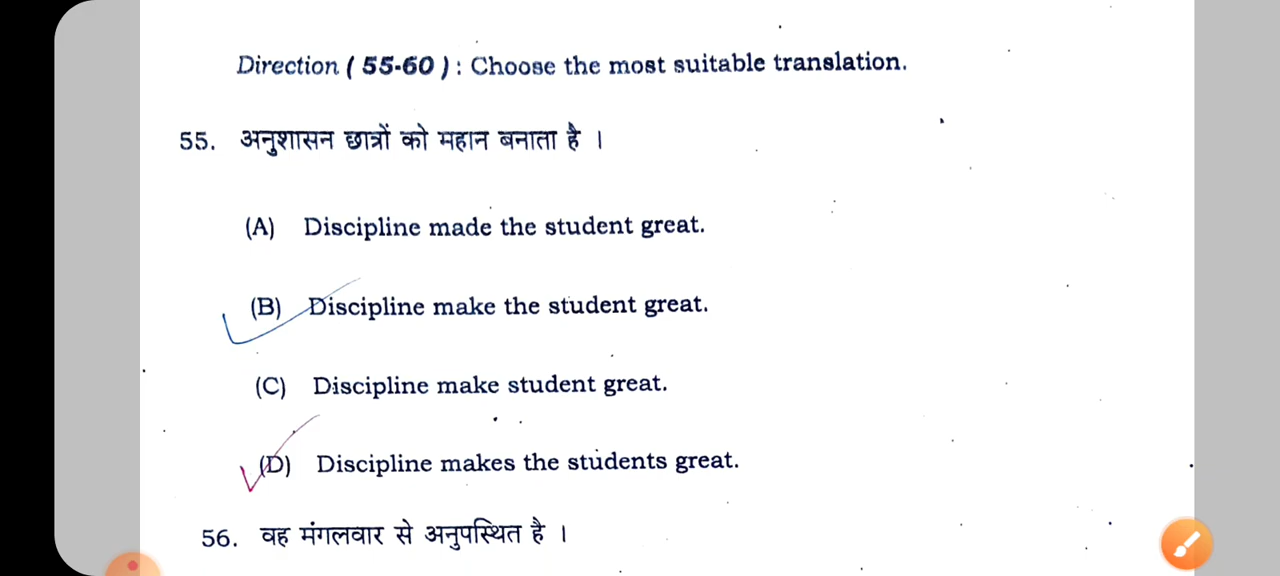 Direction ( 55-60 ) : Choose the most suitable translation.
55. अनुशासन छात्रों को महान बनाता है ।
(A) Discipline made the student great.
(B) Discipline make the student great.
(C) Discipline make student great.
(D) Discipline makes the students great.
56. वह मंगलवार से अनुपस्थित है ।